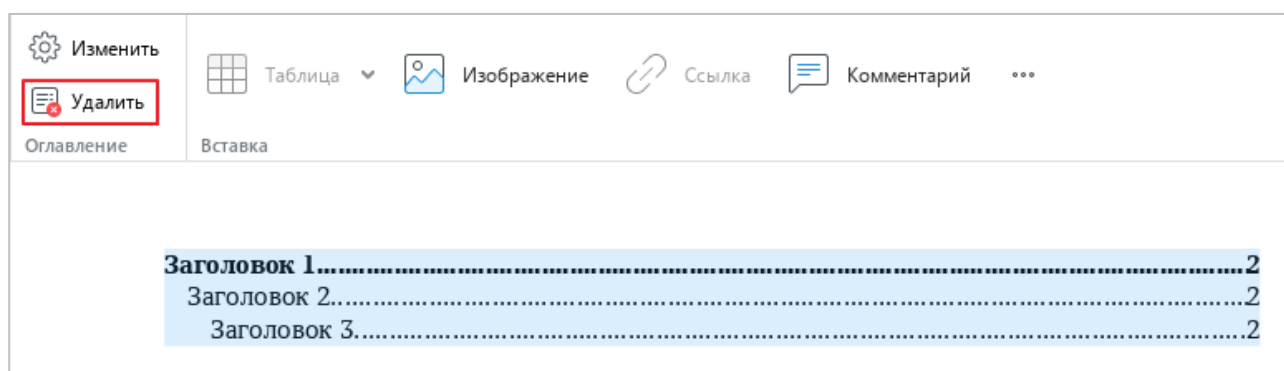 Изменить
Удалить
Оглавление
Таблица Изображение Ссылка Комментарий
Вставка
Заголовок 1........................................................................................................................2
Заголовок 2........................................................................................................................2
Заголовок 3........................................................................................................................2